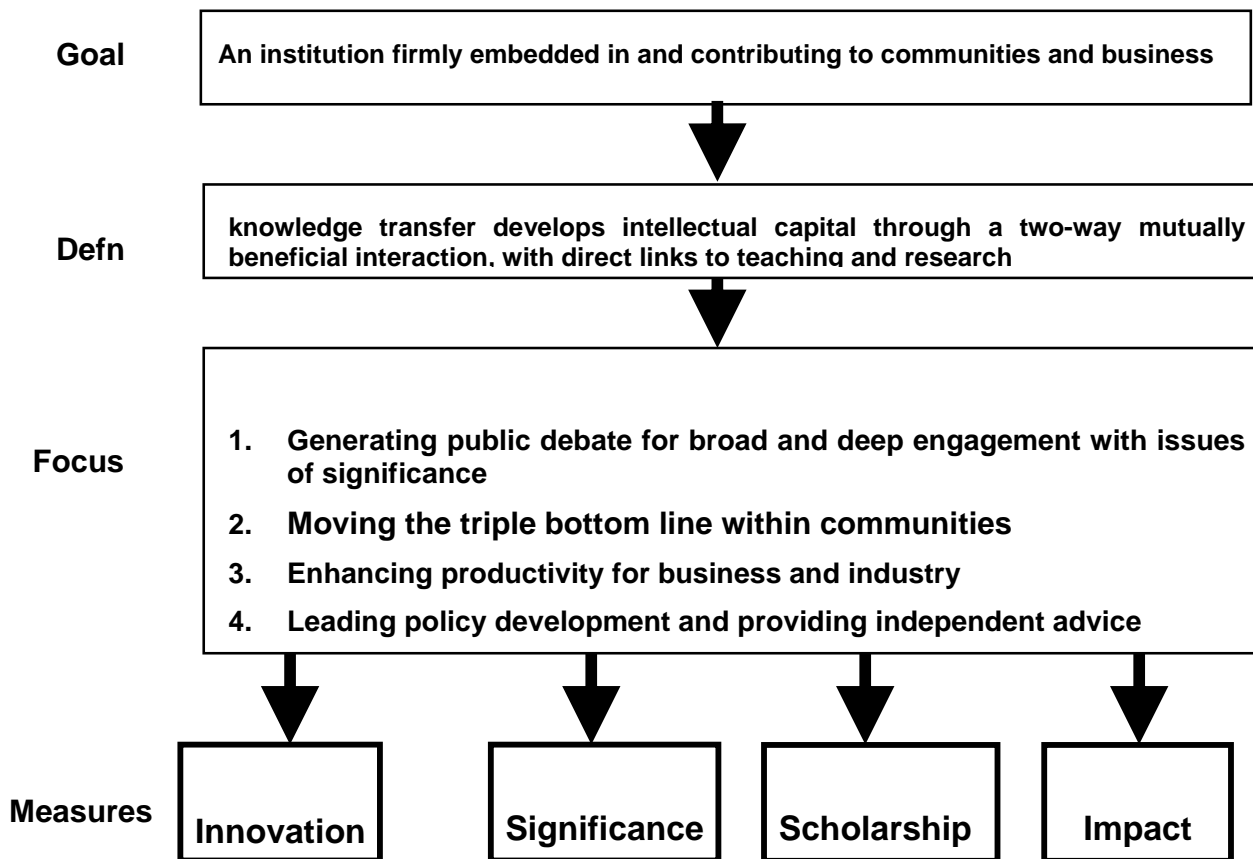 Goal
An institution firmly embedded in and contributing to communities and business
Defn
knowledge transfer develops intellectual capital through a two-way mutually
beneficial interaction, with direct links to teaching and research
Focus
1. Generating public debate for broad and deep engagement with issues
of significance
2. Moving the triple bottom line within communities
3. Enhancing productivity for business and industry
4. Leading policy development and providing independent advice
Measures
Innovation
Significance
Scholarship
Impact